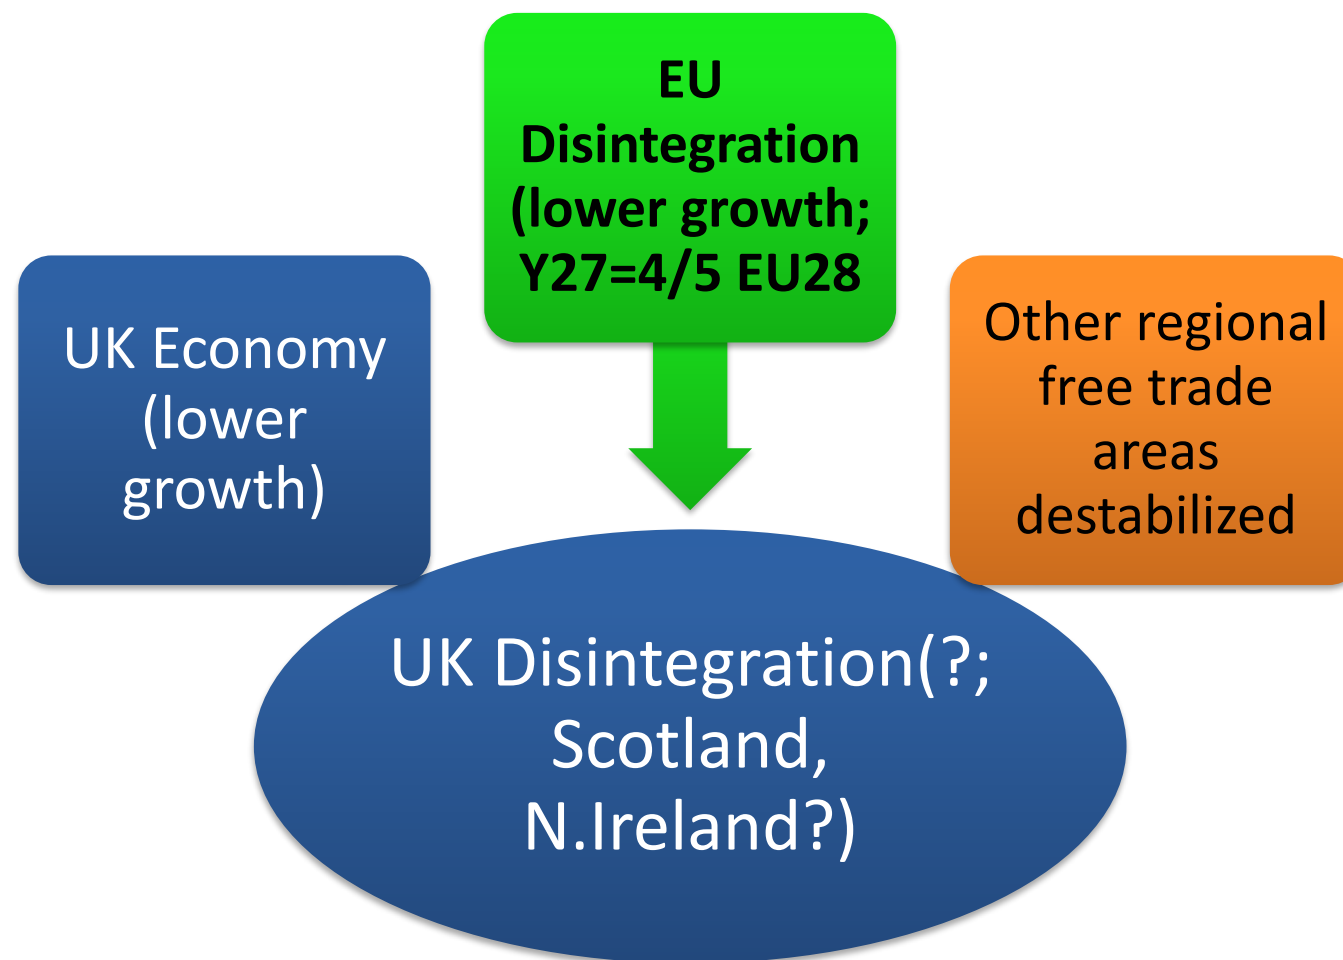 EU
Disintegration
(lower growth;
Y27=4/5 EU28
UK Economy
(lower
growth)
Other regional
free trade
areas
destabilized
UK Disintegration(?;
Scotland,
N.Ireland?)